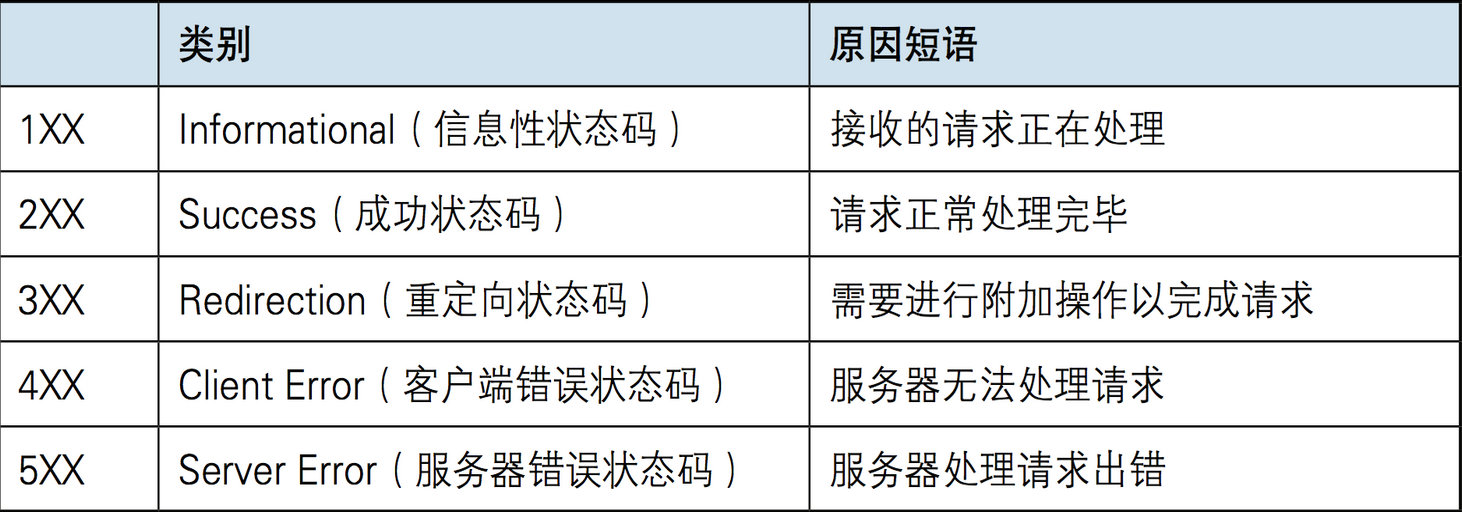 类别 原因短语
1XX Informational（信息性状态码） 接收的请求正在处理
2XX Success（成功状态码） 请求正常处理完毕
3XX Redirection（重定向状态码） 需要进行附加操作以完成请求
4XX Client Error（客户端错误状态码） 服务器无法处理请求
5XX Server Error（服务器错误状态码） 服务器处理请求出错